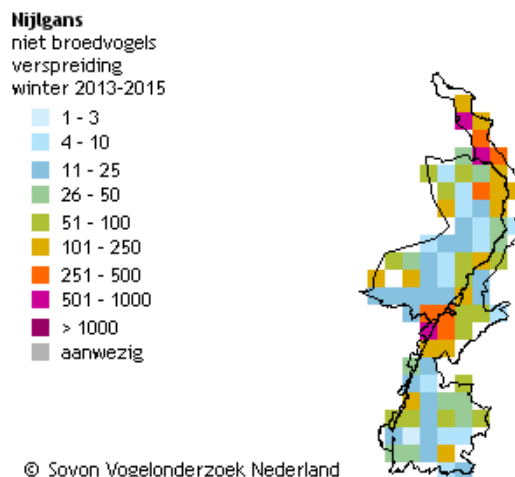 Nijlgans
niet broedvogels
verspreiding
winter 2013-2015
1 - 3
4 - 10
11 - 25
26 - 50
51 - 100
101 - 250
251 - 500
501 - 1000
> 1000
aanwezig
© Sovon Vogelonderzoek Nederland